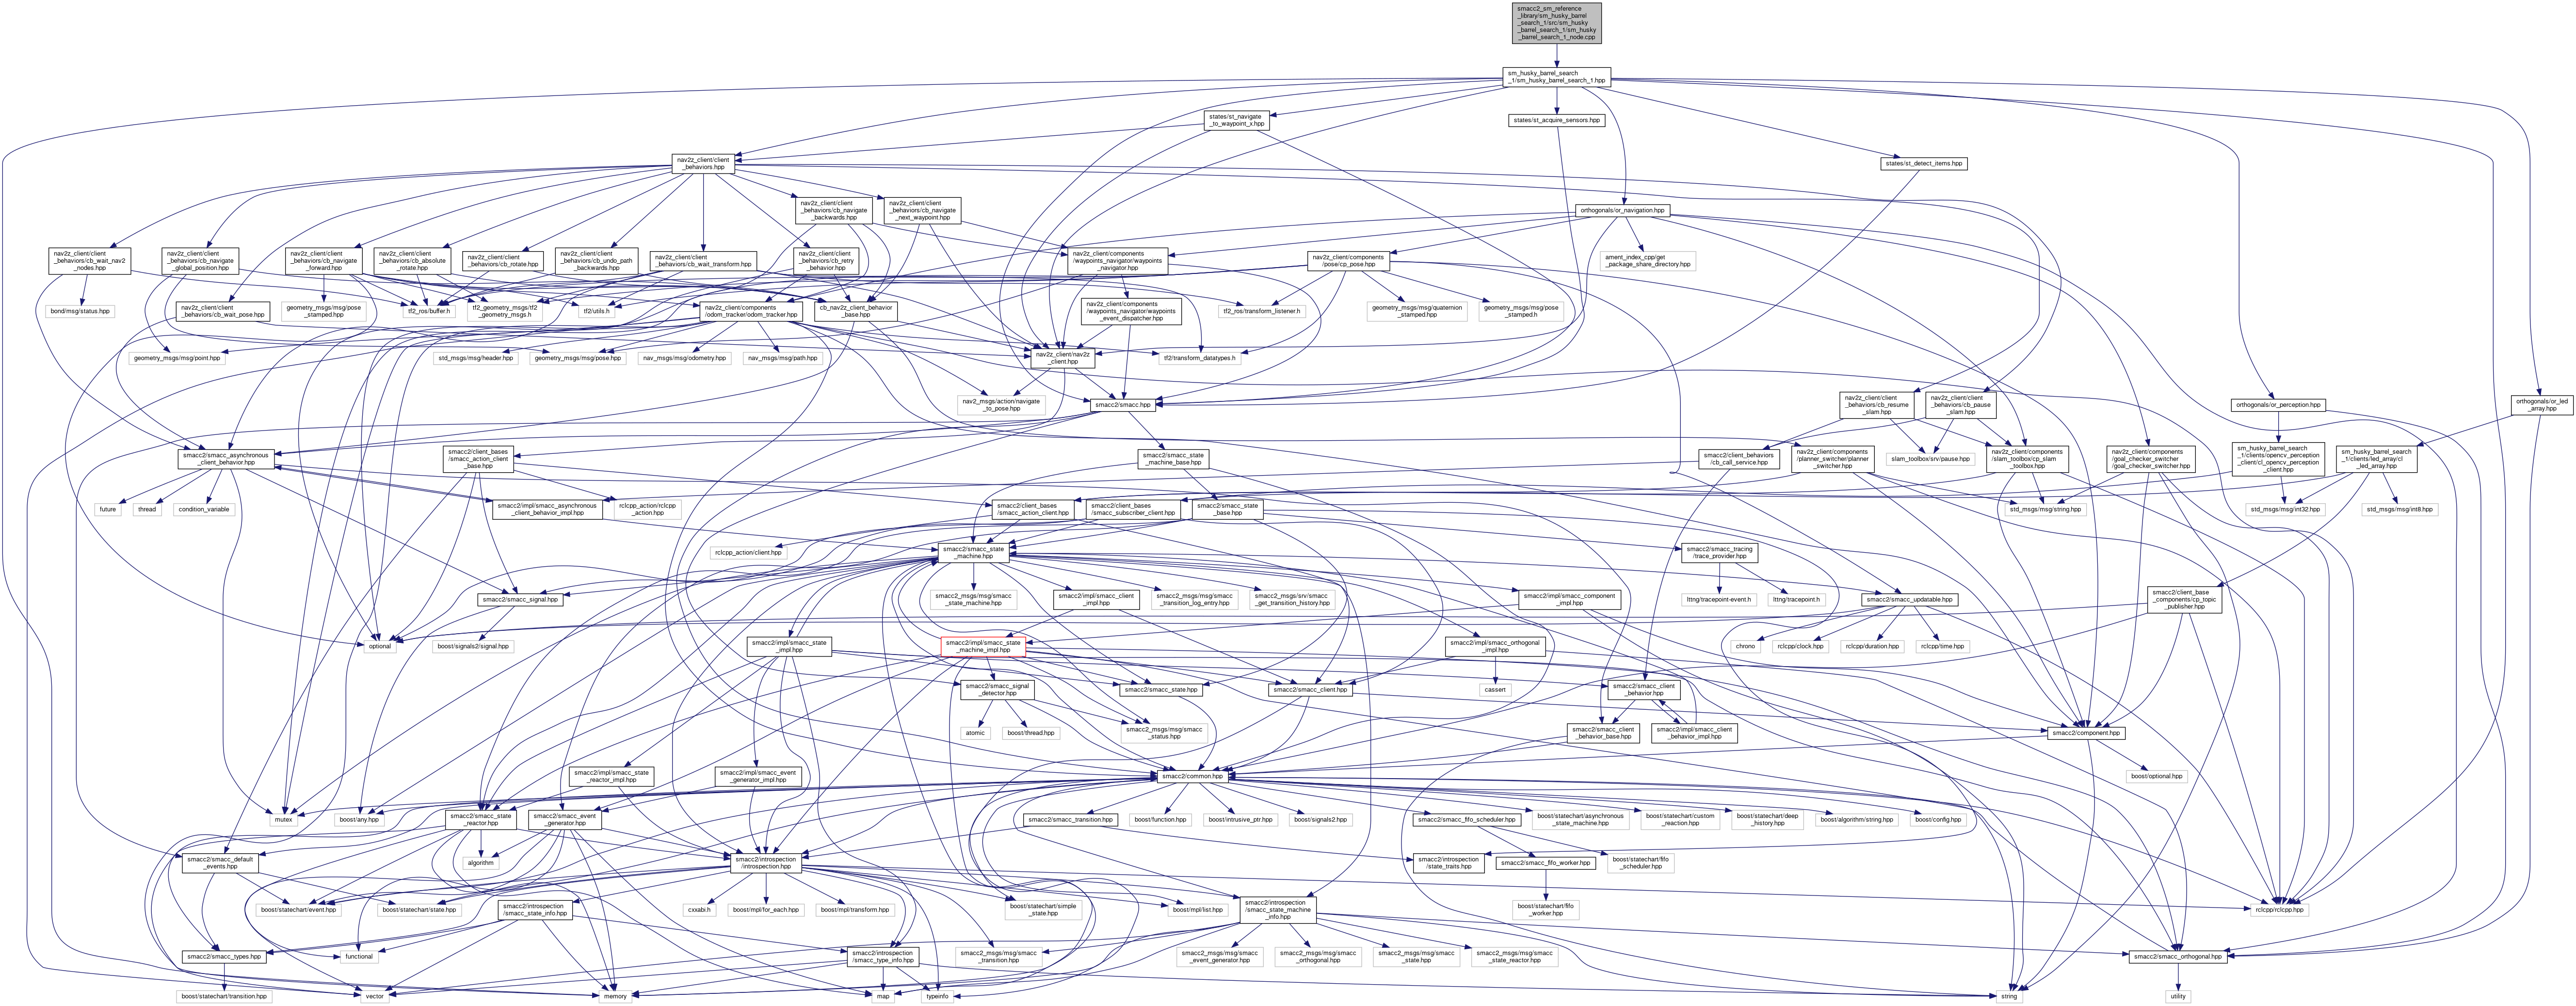 smacc2_sm_reference
_library/sm_husky_barrel
_search_1/src/sm_husky
_barrel_search_1/sm_husky
_barrel_search_1_node.cpp
sm_husky_barrel_search
_1/sm_husky_barrel_search_1.hpp
states/st_navigate
_to_waypoint_x.hpp
states/st_acquire_sensors.hpp
nav2z_client/client
_behaviors.hpp
states/st_detect_items.hpp
nav2z_client/client
_behaviors/cb_navigate
_backwards.hpp
nav2z_client/client
_behaviors/cb_navigate
_next_waypoint.hpp
orthogonals/or_navigation.hpp
nav2z_client/client
_behaviors/cb_wait_nav2
_nodes.hpp
nav2z_client/client
_behaviors/cb_navigate
_global_position.hpp
nav2z_client/client
_behaviors/cb_navigate
_forward.hpp
nav2z_client/client
_behaviors/cb_absolute
_rotate.hpp
nav2z_client/client
_behaviors/cb_rotate.hpp
nav2z_client/client
_behaviors/cb_undo_path
_backwards.hpp
nav2z_client/client
_behaviors/cb_wait_transform.hpp
nav2z_client/client
_behaviors/cb_retry
_behavior.hpp
nav2z_client/components
/waypoints_navigator/waypoints
_navigator.hpp
nav2z_client/components
/pose/cp_pose.hpp
ament_index_cpp/get
_package_share_directory.hpp
bond/msg/status.hpp
nav2z_client/client
_behaviors/cb_wait_pose.hpp
geometry_msgs/msg/pose
_stamped.hpp
tf2_ros/buffer.h
tf2_geometry_msgs/tf2
_geometry_msgs.h
tf2/utils.h
nav2z_client/components
/odom_tracker/odom_tracker.hpp
cb_nav2z_client_behavior
_base.hpp
nav2z_client/components
/waypoints_navigator/waypoints
_event_dispatcher.hpp
tf2_ros/transform_listener.h
geometry_msgs/msg/quaternion
_stamped.hpp
geometry_msgs/msg/pose
_stamped.h
geometry_msgs/msg/point.hpp
std_msgs/msg/header.hpp
geometry_msgs/msg/pose.hpp
nav_msgs/msg/odometry.hpp
nav_msgs/msg/path.hpp
nav2z_client/nav2z
_client.hpp
tf2/transform_datatypes.h
nav2_msgs/action/navigate
_to_pose.hpp
smacc2/smacc.hpp
nav2z_client/client
_behaviors/cb_resume
_slam.hpp
nav2z_client/client
_behaviors/cb_pause
_slam.hpp
orthogonals/or_perception.hpp
orthogonals/or_led
_array.hpp
smacc2/smacc_asynchronous
_client_behavior.hpp
smacc2/client_bases
/smacc_action_client
_base.hpp
smacc2/smacc_state
_machine_base.hpp
smacc2/client_behaviors
/cb_call_service.hpp
nav2z_client/components
/planner_switcher/planner
_switcher.hpp
slam_toolbox/srv/pause.hpp
nav2z_client/components
/slam_toolbox/cp_slam
_toolbox.hpp
nav2z_client/components
/goal_checker_switcher
/goal_checker_switcher.hpp
sm_husky_barrel_search
_1/clients/opencv_perception
_client/cl_opencv_perception
_client.hpp
sm_husky_barrel_search
_1/clients/led_array/cl
_led_array.hpp
future
thread
condition_variable
smacc2/impl/smacc_asynchronous
_client_behavior_impl.hpp
rclcpp_action/rclcpp
_action.hpp
smacc2/client_bases
/smacc_action_client.hpp
smacc2/client_bases
/smacc_subscriber_client.hpp
smacc2/smacc_state
_base.hpp
std_msgs/msg/string.hpp
std_msgs/msg/int32.hpp
std_msgs/msg/int8.hpp
rclcpp_action/client.hpp
smacc2/smacc_state
_machine.hpp
smacc2/smacc_tracing
/trace_provider.hpp
smacc2/smacc_signal.hpp
smacc2_msgs/msg/smacc
_state_machine.hpp
smacc2/impl/smacc_client
_impl.hpp
smacc2_msgs/msg/smacc
_transition_log_entry.hpp
smacc2_msgs/srv/smacc
_get_transition_history.hpp
smacc2/impl/smacc_component
_impl.hpp
lttng/tracepoint-event.h
lttng/tracepoint.h
smacc2/smacc_updatable.hpp
smacc2/client_base
_components/cp_topic
_publisher.hpp
optional
boost/signals2/signal.hpp
smacc2/impl/smacc_state
_impl.hpp
smacc2/impl/smacc_state
_machine_impl.hpp
smacc2/impl/smacc_orthogonal
_impl.hpp
chrono
rclcpp/clock.hpp
rclcpp/duration.hpp
rclcpp/time.hpp
smacc2/smacc_signal
_detector.hpp
smacc2/smacc_state.hpp
smacc2/smacc_client.hpp
cassert
smacc2/smacc_client
_behavior.hpp
atomic
boost/thread.hpp
smacc2_msgs/msg/smacc
_status.hpp
smacc2/smacc_client
_behavior_base.hpp
smacc2/impl/smacc_client
_behavior_impl.hpp
smacc2/component.hpp
smacc2/impl/smacc_state
_reactor_impl.hpp
smacc2/impl/smacc_event
_generator_impl.hpp
smacc2/common.hpp
boost/optional.hpp
mutex
boost/any.hpp
smacc2/smacc_state
_reactor.hpp
smacc2/smacc_event
_generator.hpp
smacc2/smacc_transition.hpp
boost/function.hpp
boost/intrusive_ptr.hpp
boost/signals2.hpp
smacc2/smacc_fifo_scheduler.hpp
boost/statechart/asynchronous
_state_machine.hpp
boost/statechart/custom
_reaction.hpp
boost/statechart/deep
_history.hpp
boost/algorithm/string.hpp
boost/config.hpp
smacc2/smacc_default
_events.hpp
algorithm
smacc2/introspection
/introspection.hpp
smacc2/introspection
/state_traits.hpp
smacc2/smacc_fifo_worker.hpp
boost/statechart/fifo
_scheduler.hpp
boost/statechart/event.hpp
boost/statechart/state.hpp
smacc2/introspection
/smacc_state_info.hpp
cxxabi.h
boost/mpl/for_each.hpp
boost/mpl/transform.hpp
boost/statechart/simple
_state.hpp
boost/mpl/list.hpp
smacc2/introspection
/smacc_state_machine
_info.hpp
boost/statechart/fifo
_worker.hpp
rclcpp/rclcpp.hpp
smacc2/smacc_types.hpp
functional
smacc2/introspection
/smacc_type_info.hpp
smacc2_msgs/msg/smacc
_transition.hpp
smacc2_msgs/msg/smacc
_event_generator.hpp
smacc2_msgs/msg/smacc
_orthogonal.hpp
smacc2_msgs/msg/smacc
_state.hpp
smacc2_msgs/msg/smacc
_state_reactor.hpp
smacc2/smacc_orthogonal.hpp
boost/statechart/transition.hpp
vector
memory
map
typeinfo
string
utility